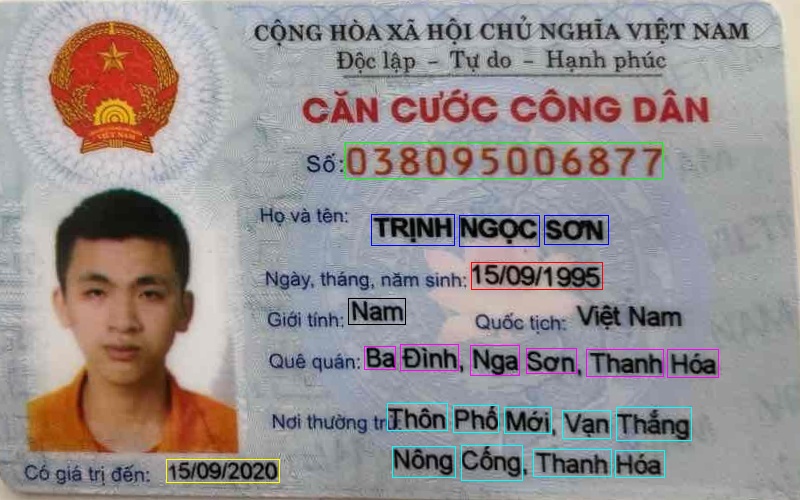 CỘNG HÒA XÃ HỘI CHỦ NGHĨA VIỆT NAM
Độc lập - Tự do - Hạnh phúc
CĂN CƯỚC CÔNG DÂN
Số: 038095006877
Họ và tên: TRỊNH NGỌC SƠN
Ngày, tháng, năm sinh: 15/09/1995
Giới tính: Nam Quốc tịch: Việt Nam
Quê quán: Ba Đình, Nga Sơn, Thanh Hóa
Nơi thường trú: Thôn Phố Mới, Vạn Thắng
Nông Cống, Thanh Hóa
Có giá trị đến: 15/09/2020